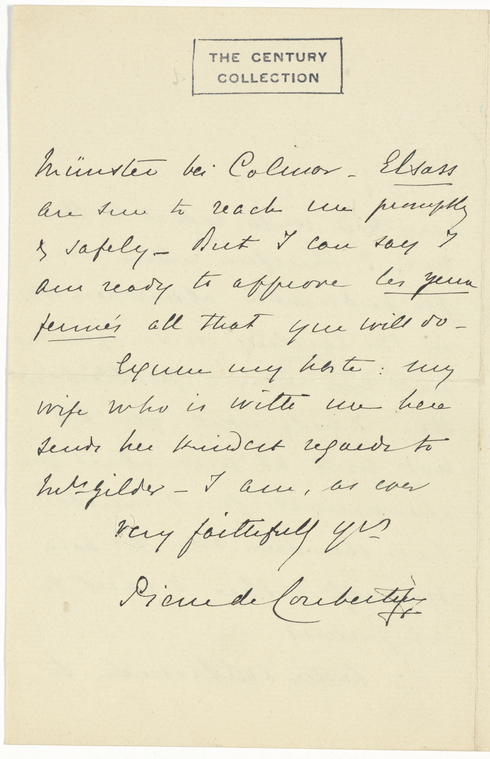 THE CENTURY
COLLECTION
Münster bei Colmar - Elsass
are sure to reach me promptly
& safely - But I can say I
am ready to approve les yeux
fermés all that you will do -
Excuse my haste : my
wife who is with me here
sends her kindest regards to
Mrs Gilder - I am, as ever
very faithfully yrs
Pierre de Coubertin